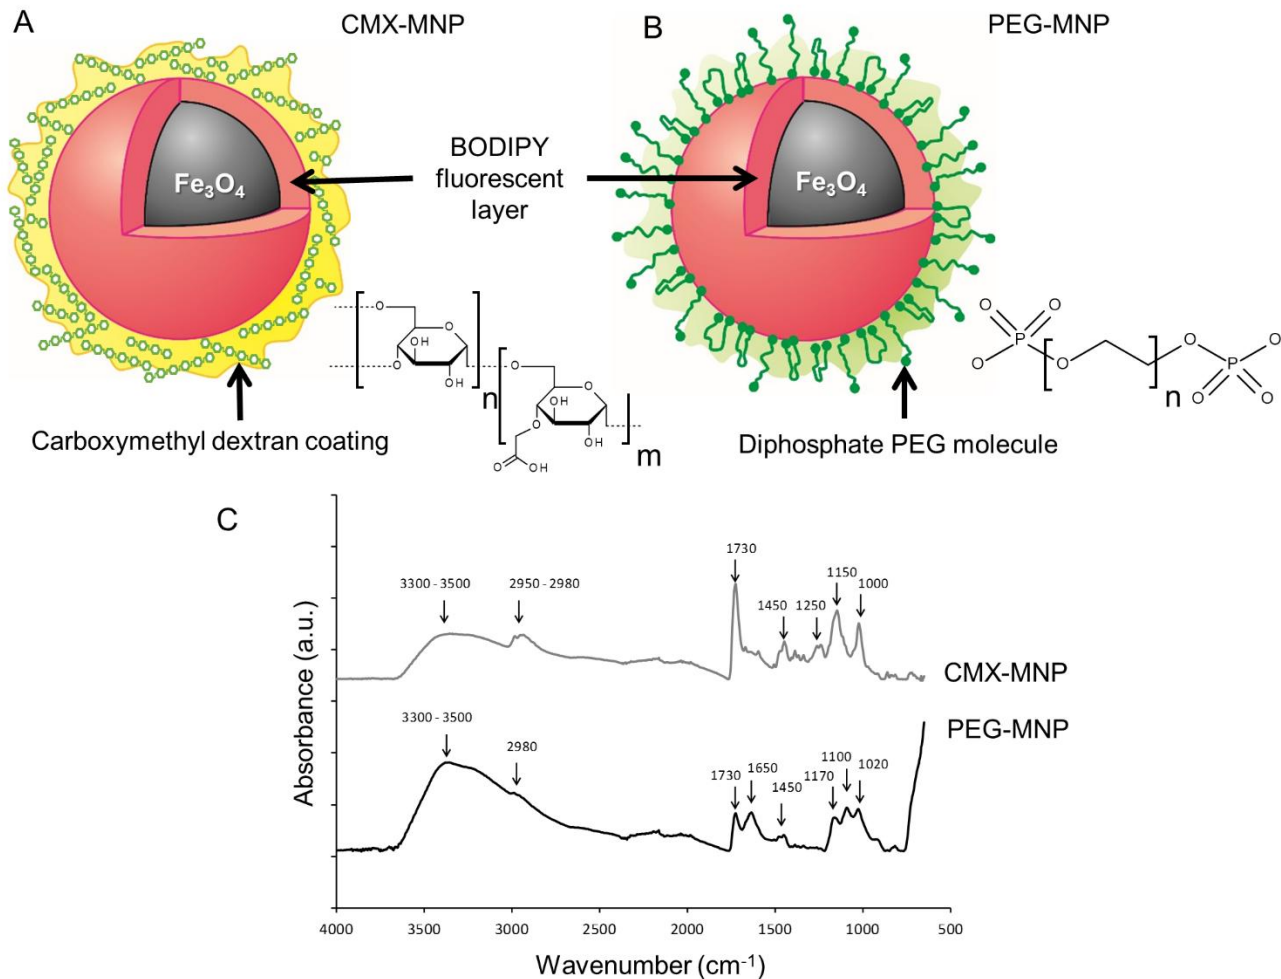 A
CMX-MNP
B
PEG-MNP
Fe₃O₄
BODIPY
fluorescent
layer
Fe₃O₄
O
O
HO
OH
O
n
O
O
HO
O
OH
O
OH
m
O
O
P
O
O
n
O
O
P
O
O
Carboxymethyl dextran coating
Diphosphate PEG molecule
C
Absorbance (a.u.)
3300 - 3500
2950 - 2980
1730
1450
1250
1150
1000
CMX-MNP
3300 - 3500
2980
1730
1650
1450
1170
1100
1020
PEG-MNP
4000
3500
3000
2500
2000
1500
1000
500
Wavenumber (cm⁻¹)